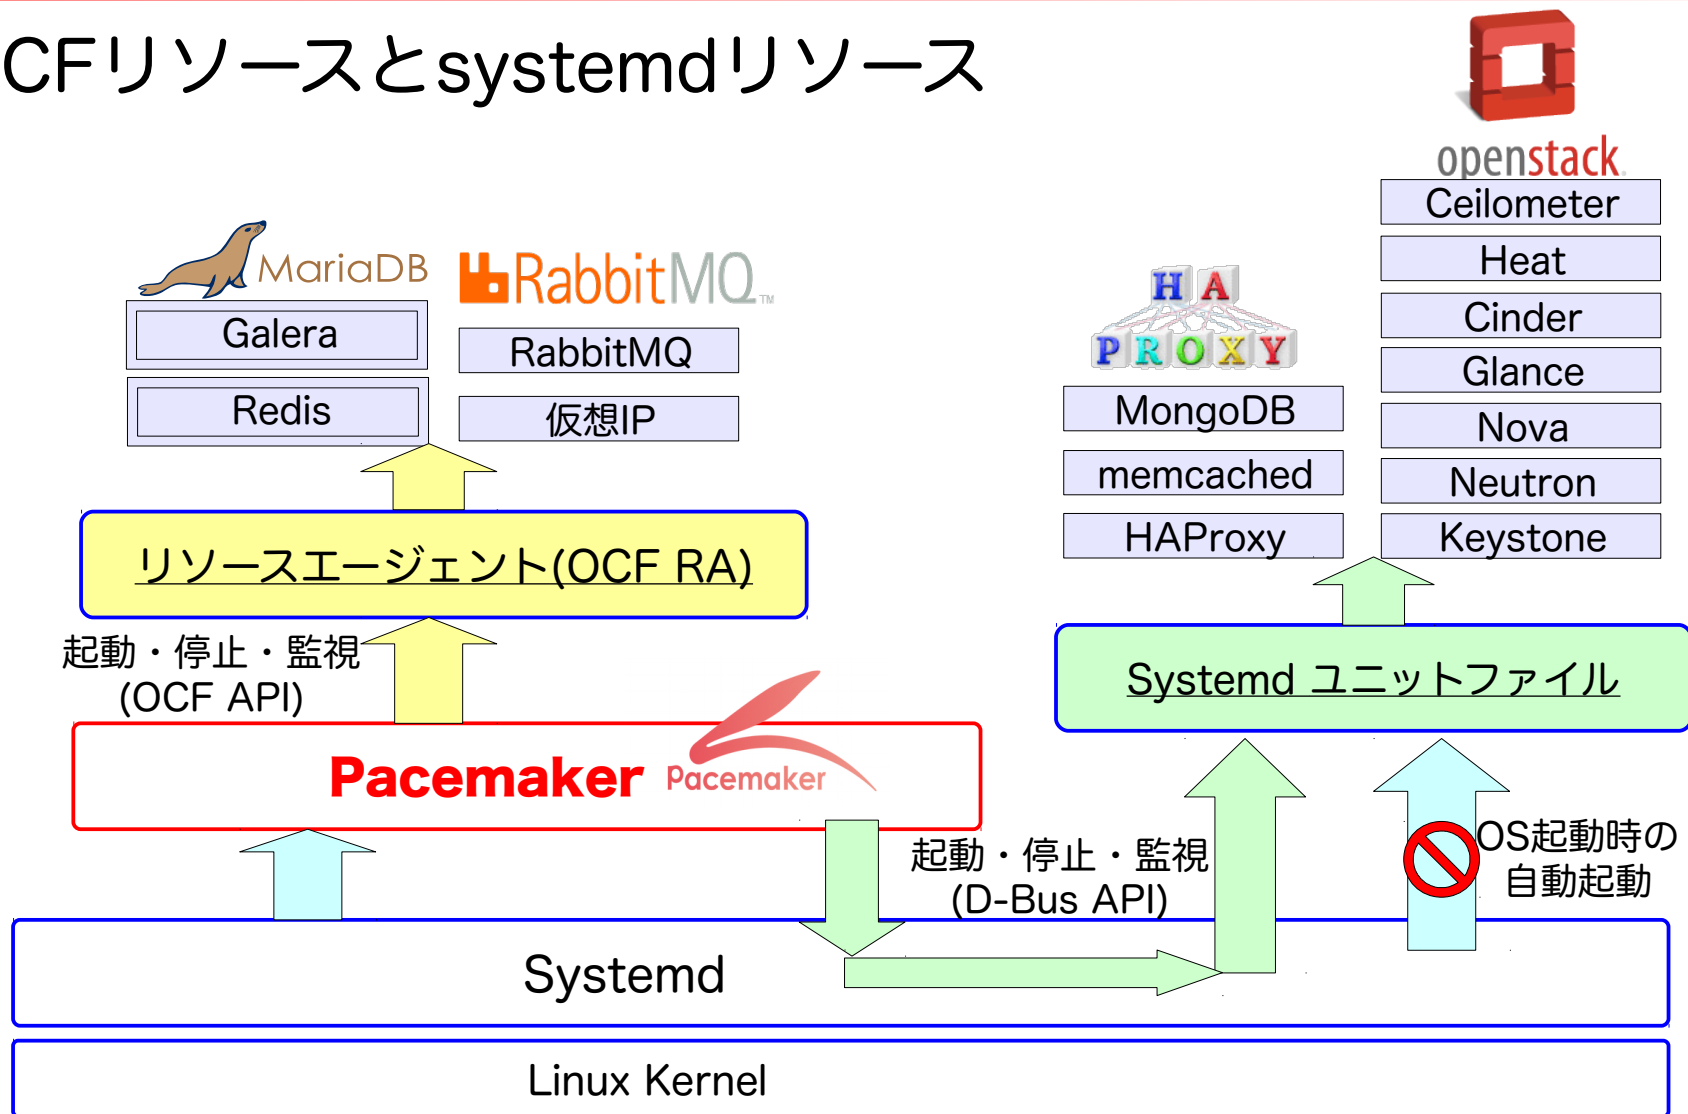 CFリソースとsystemdリソース
openstack
Ceilometer
Heat
Cinder
Glance
Nova
Neutron
Keystone
MariaDB
RabbitMQ™
Galera
RabbitMQ
Redis
仮想IP
HA
PROXY
MongoDB
memcached
HAProxy
リソースエージェント(OCF RA)
起動・停止・監視
(OCF API)
Systemd ユニットファイル
Pacemaker
Pacemaker
起動・停止・監視
(D-Bus API)
OS起動時の
自動起動
Systemd
Linux Kernel